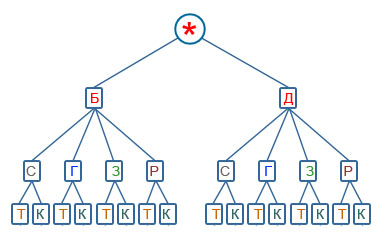 *
Б Д
С Г З Р С Г З Р
Т К Т К Т К Т К Т К Т К Т К Т К